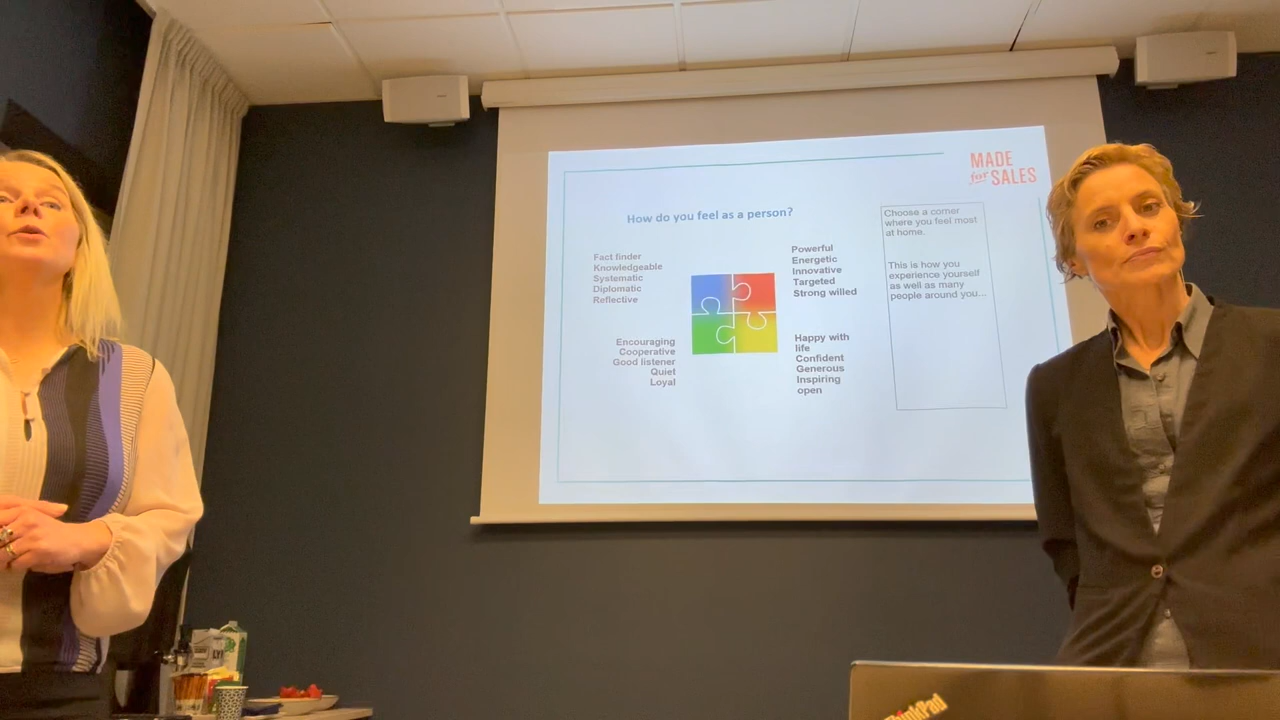 MADE
for SALES
How do you feel as a person?
Fact finder
Knowledgeable
Systematic
Diplomatic
Reflective
Powerful
Energetic
Innovative
Targeted
Strong willed
Encouraging
Cooperative
Good listener
Quiet
Loyal
Happy with
life
Confident
Generous
Inspiring
open
Choose a corner
where you feel most
at home.
This is how you
experience yourself
as well as many
people around you...
ThinkPad